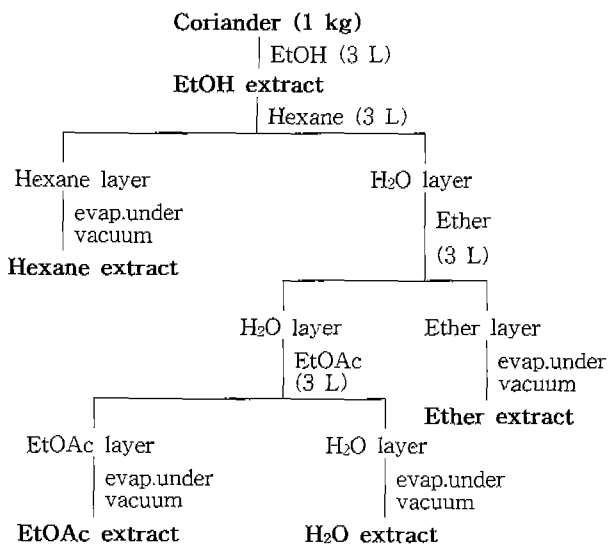 Coriander (1 kg)
EtOH (3 L)
EtOH extract
Hexane (3 L)
Hexane layer
evap.under
vacuum
Hexane extract
H₂O layer
Ether
(3 L)
H₂O layer
EtOAc
(3 L)
Ether layer
evap.under
vacuum
Ether extract
EtOAc layer
evap.under
vacuum
EtOAc extract
H₂O layer
evap.under
vacuum
H₂O extract